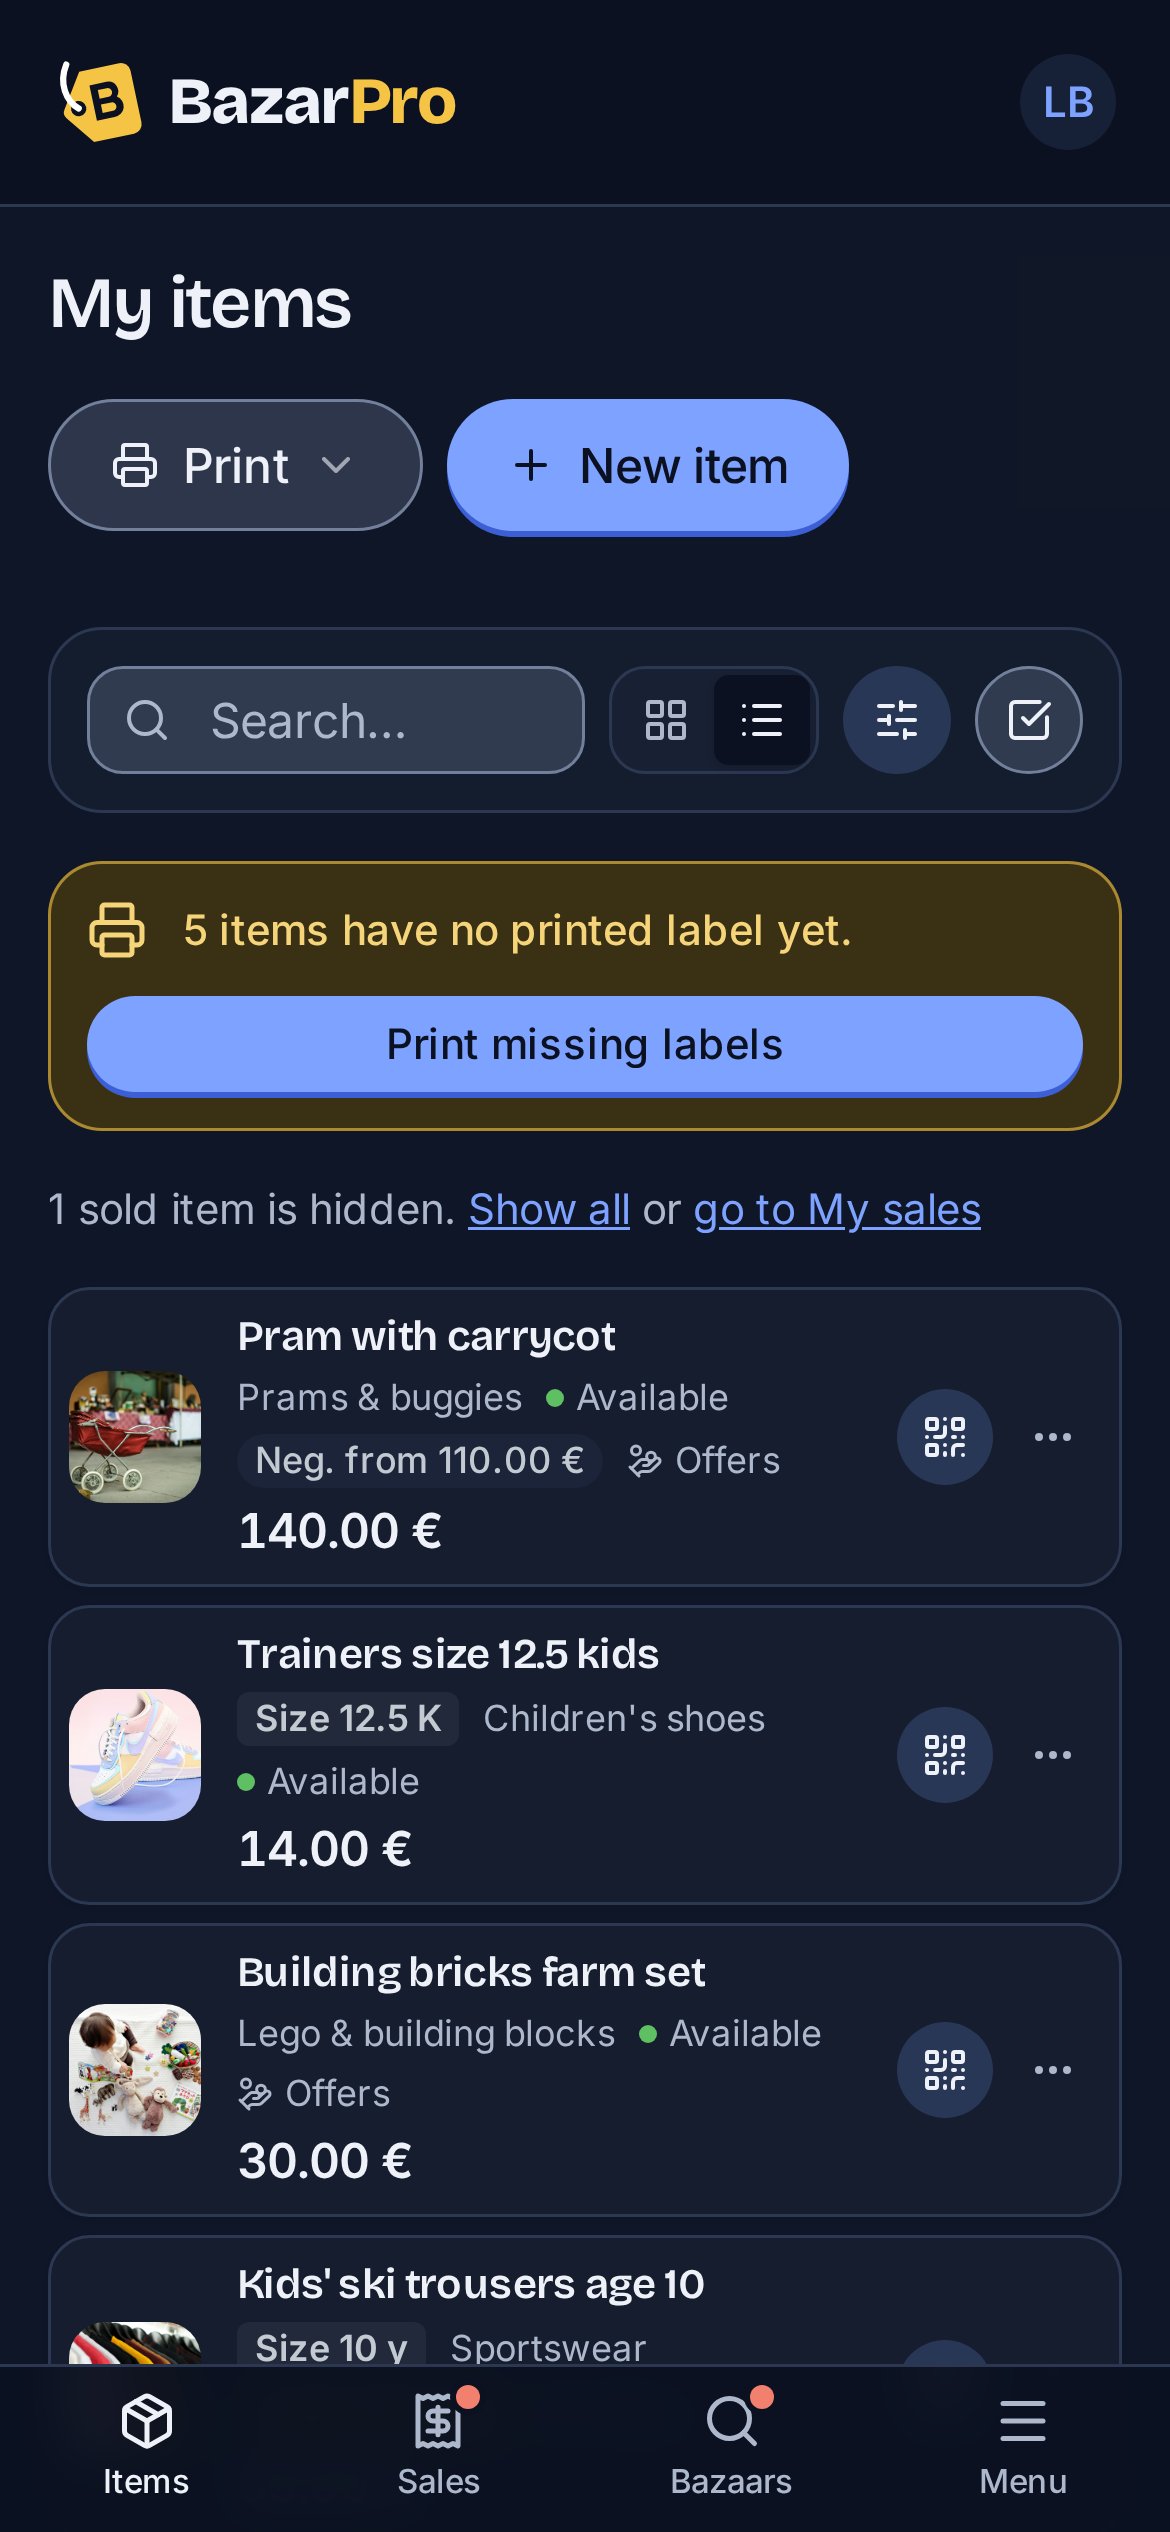 B BazarPro
LB
My items
Print
+ New item
Search...
5 items have no printed label yet.
Print missing labels
1 sold item is hidden. Show all or go to My sales
Pram with carrycot
Prams & buggies Available
Neg. from 110.00 € Offers
140.00 €
Trainers size 12.5 kids
Size 12.5 K Children's shoes
Available
14.00 €
Building bricks farm set
Lego & building blocks Available
Offers
30.00 €
Kids' ski trousers age 10
Size 10 y Sportswear
Items Sales Bazaars Menu